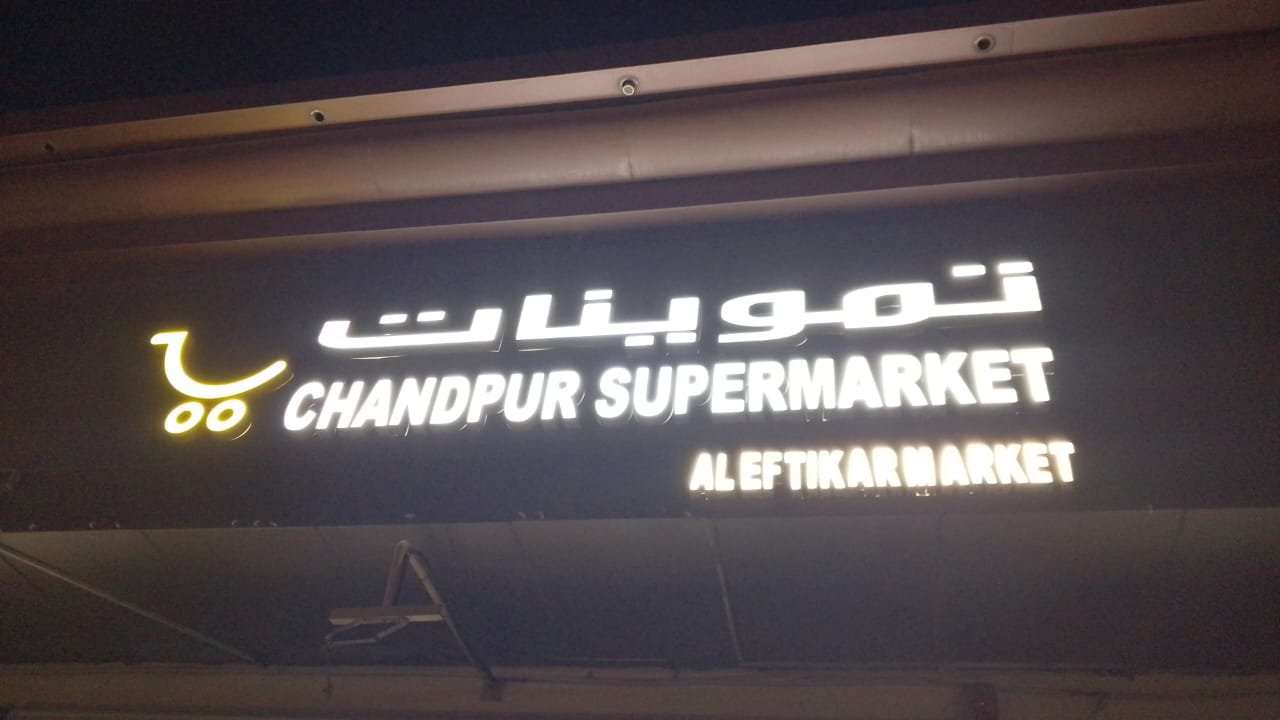 تموينات
CHANDPUR SUPERMARKET
AL EFTIKAR MARKET